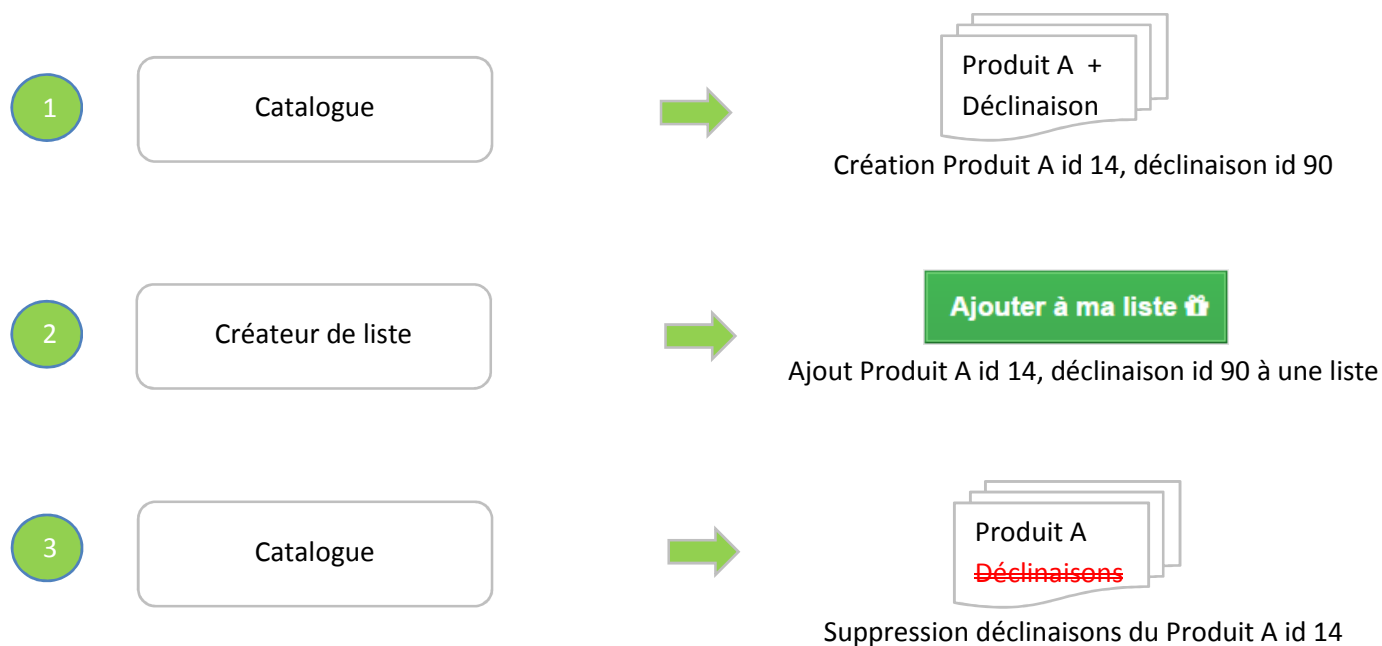 1
Catalogue
Produit A +
Déclinaison
Création Produit A id 14, déclinaison id 90
2
Créateur de liste
Ajouter à ma liste
Ajout Produit A id 14, déclinaison id 90 à une liste
3
Catalogue
Produit A
Déclinaisons
Suppression déclinaisons du Produit A id 14